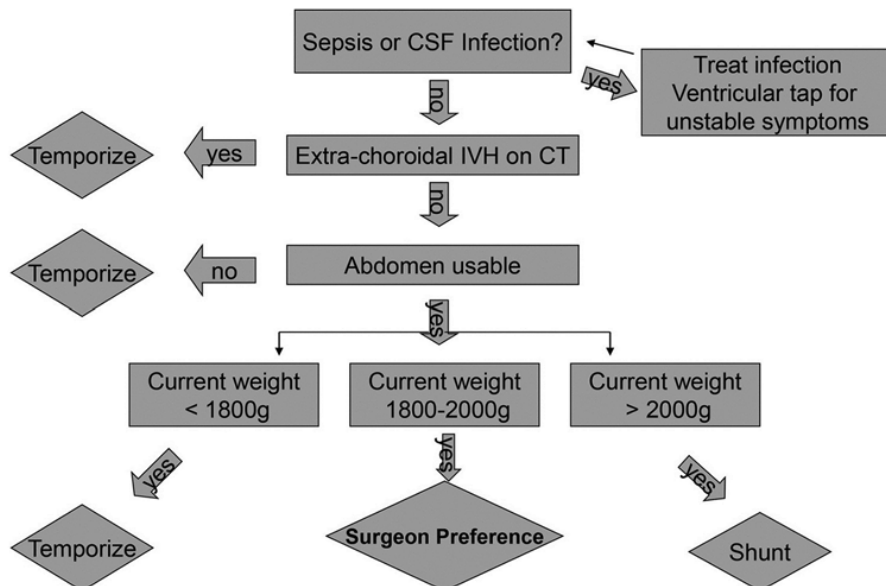 Sepsis or CSF Infection?
yes
Treat infection
Ventricular tap for
unstable symptoms
no
Temporize
yes
Extra-choroidal IVH on CT
no
Temporize
no
Abdomen usable
yes
Current weight
< 1800g
Current weight
1800-2000g
Current weight
> 2000g
yes
yes
yes
Temporize
Surgeon Preference
Shunt